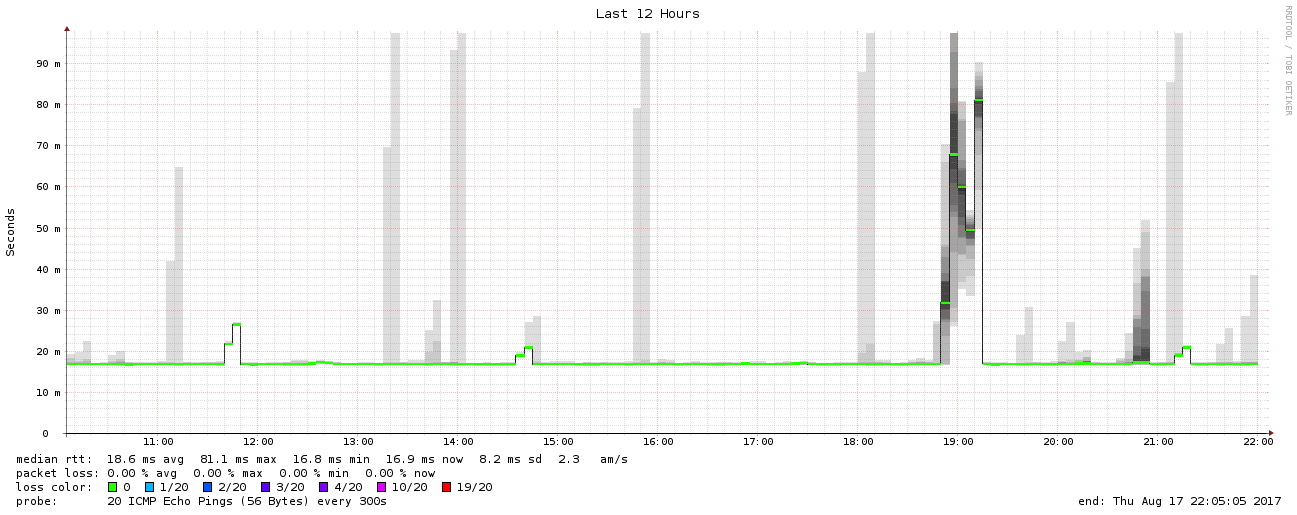 Last 12 Hours
RRDTOOL / TOBI OETIKER
Seconds
90 m
80 m
70 m
60 m
50 m
40 m
30 m
20 m
10 m
0
11:00 12:00 13:00 14:00 15:00 16:00 17:00 18:00 19:00 20:00 21:00 22:00
median rtt: 18.6 ms avg 81.1 ms max 16.8 ms min 16.9 ms now 8.2 ms sd 2.3 am/s
packet loss: 0.00 % avg 0.00 % max 0.00 % min 0.00 % now
loss color: 0 1/20 2/20 3/20 4/20 10/20 19/20
probe: 20 ICMP Echo Pings (56 Bytes) every 300s
end: Thu Aug 17 22:05:05 2017